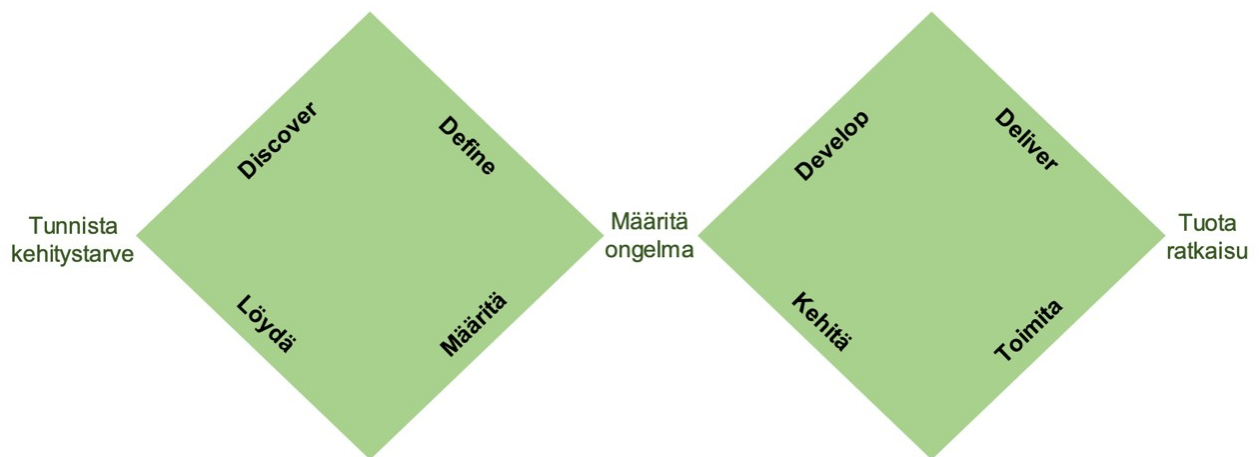 Tunnista
kehitystarve
Discover
Define
Löydä
Määritä
Määritä
ongelma
Develop
Deliver
Kehitä
Toimita
Tuota
ratkaisu